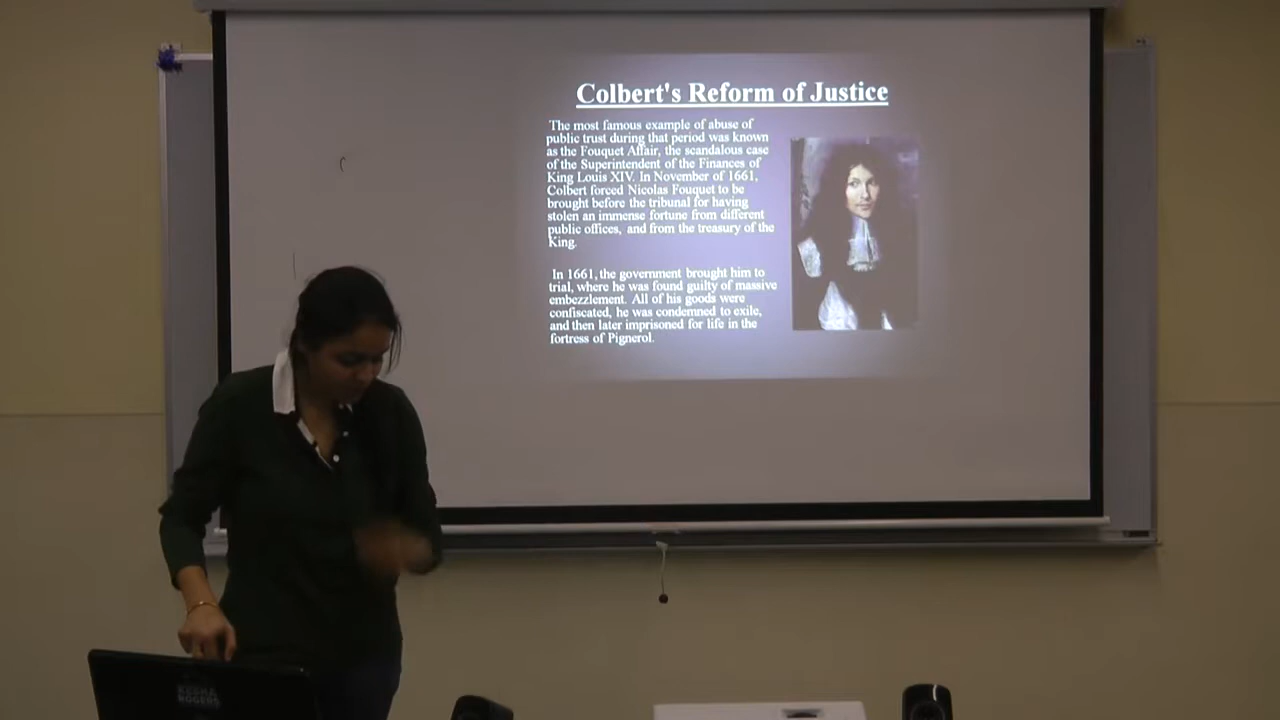 Colbert's Reform of Justice
The most famous example of abuse of
public trust during that period was known
as the Fouquet Affair, the scandalous case
of the Superintendent of the Finances of
King Louis XIV. In November of 1661,
Colbert forced Nicolas Fouquet to be
brought before the tribunal for having
stolen an immense fortune from different
public offices, and from the treasury of the
King.
In 1661, the government brought him to
trial, where he was found guilty of massive
embezzlement. All of his goods were
confiscated, he was condemned to exile,
and then later imprisoned for life in the
fortress of Pignerol.
KESHA
ROGERS